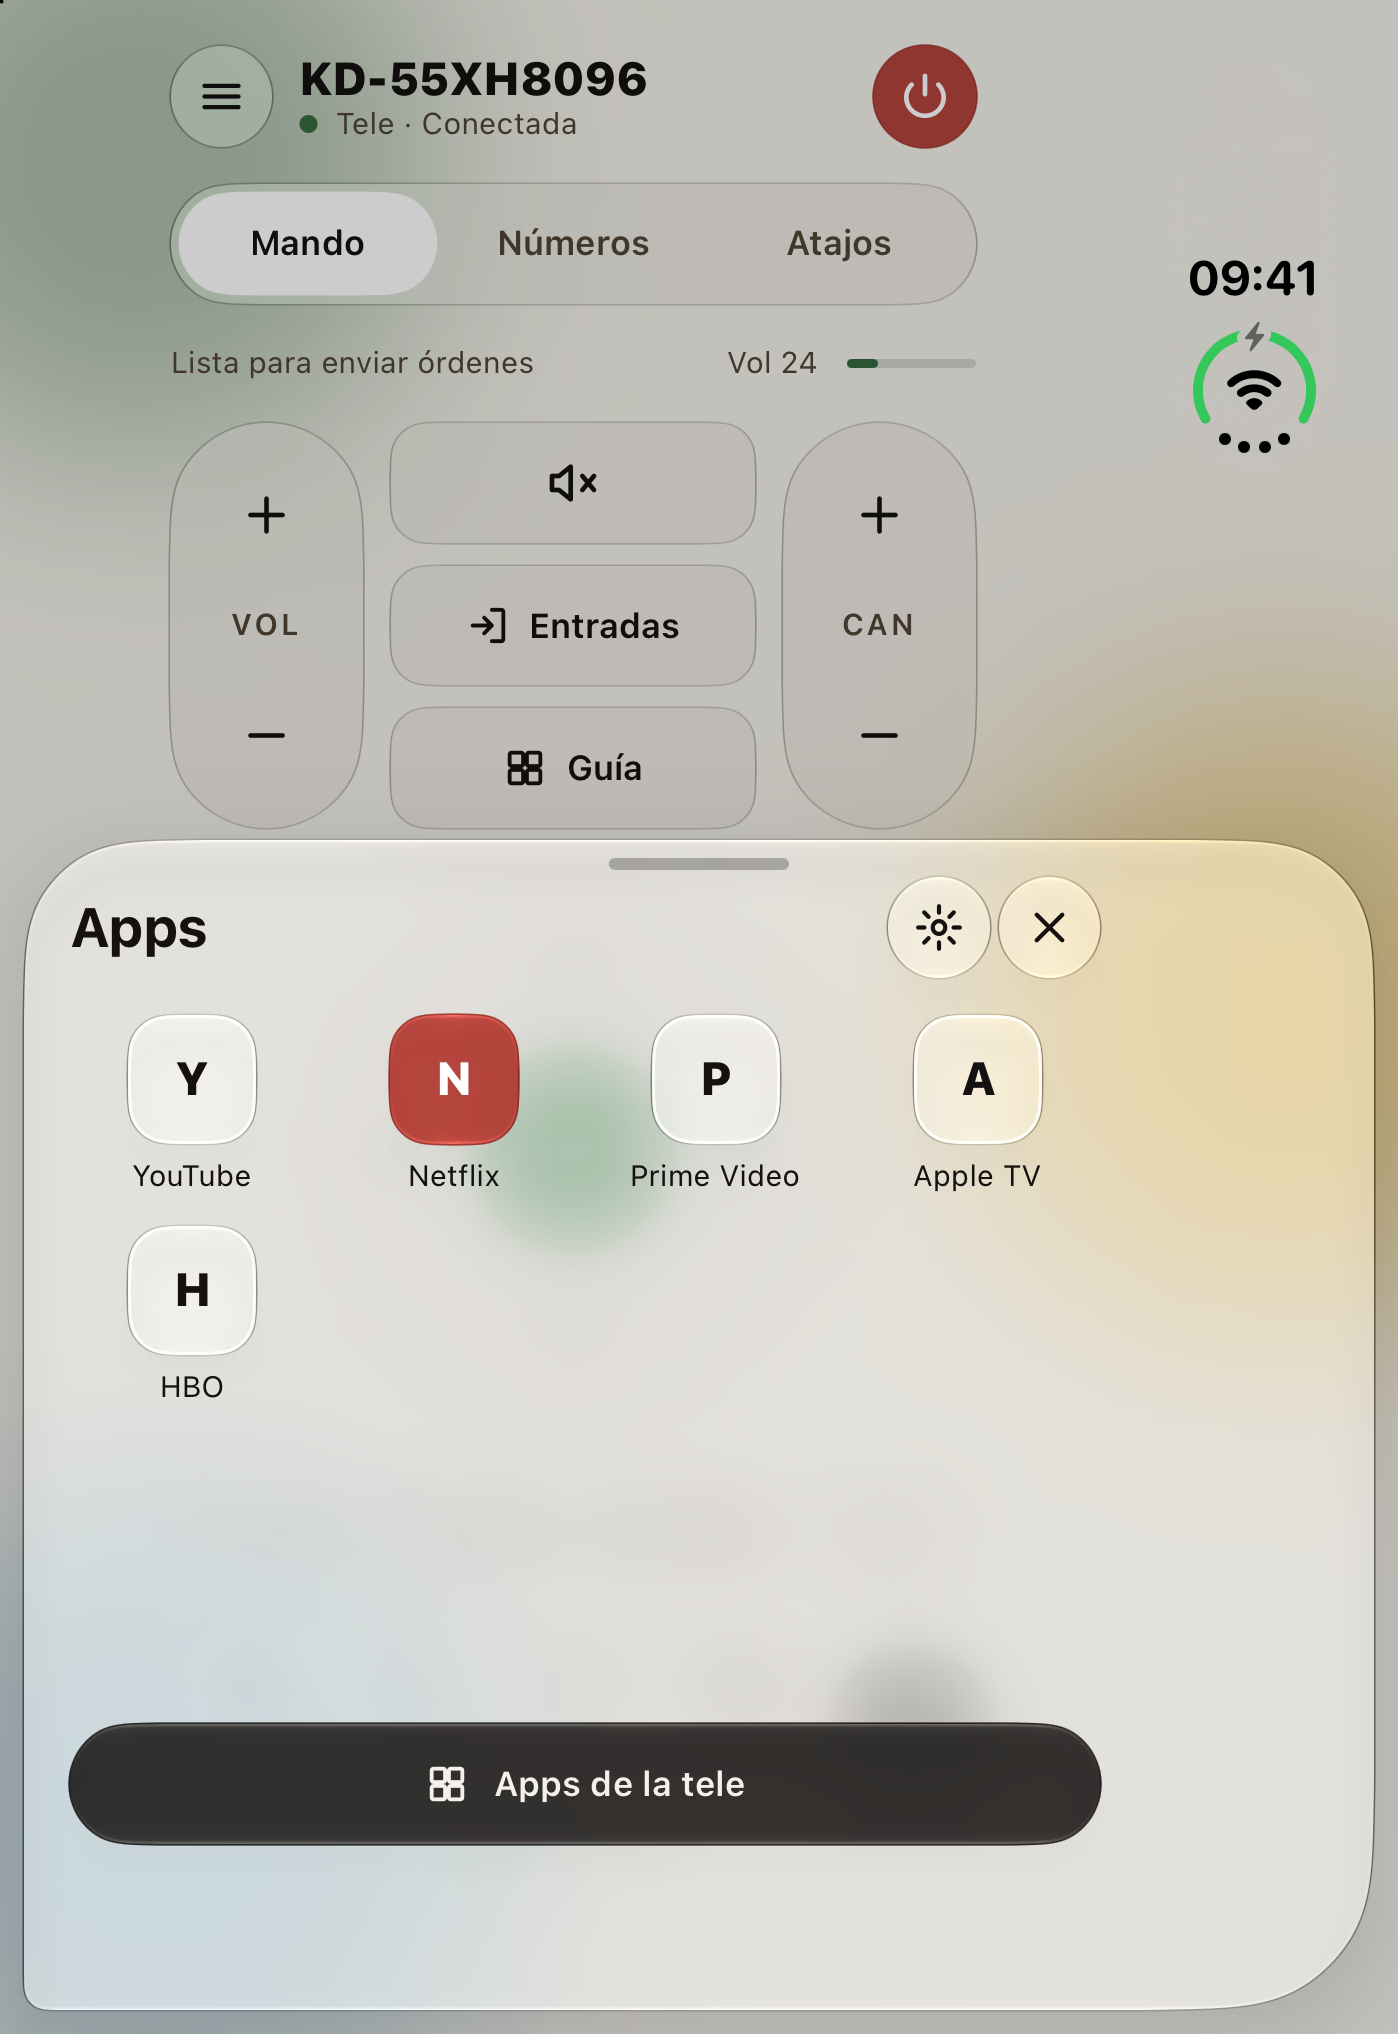 KD-55XH8096
Tele · Conectada
Mando
Números
Atajos
09:41
Lista para enviar órdenes
Vol 24
VOL
Entradas
CAN
Guía
Apps
Y
N
P
A
YouTube
Netflix
Prime Video
Apple TV
H
HBO
Apps de la tele